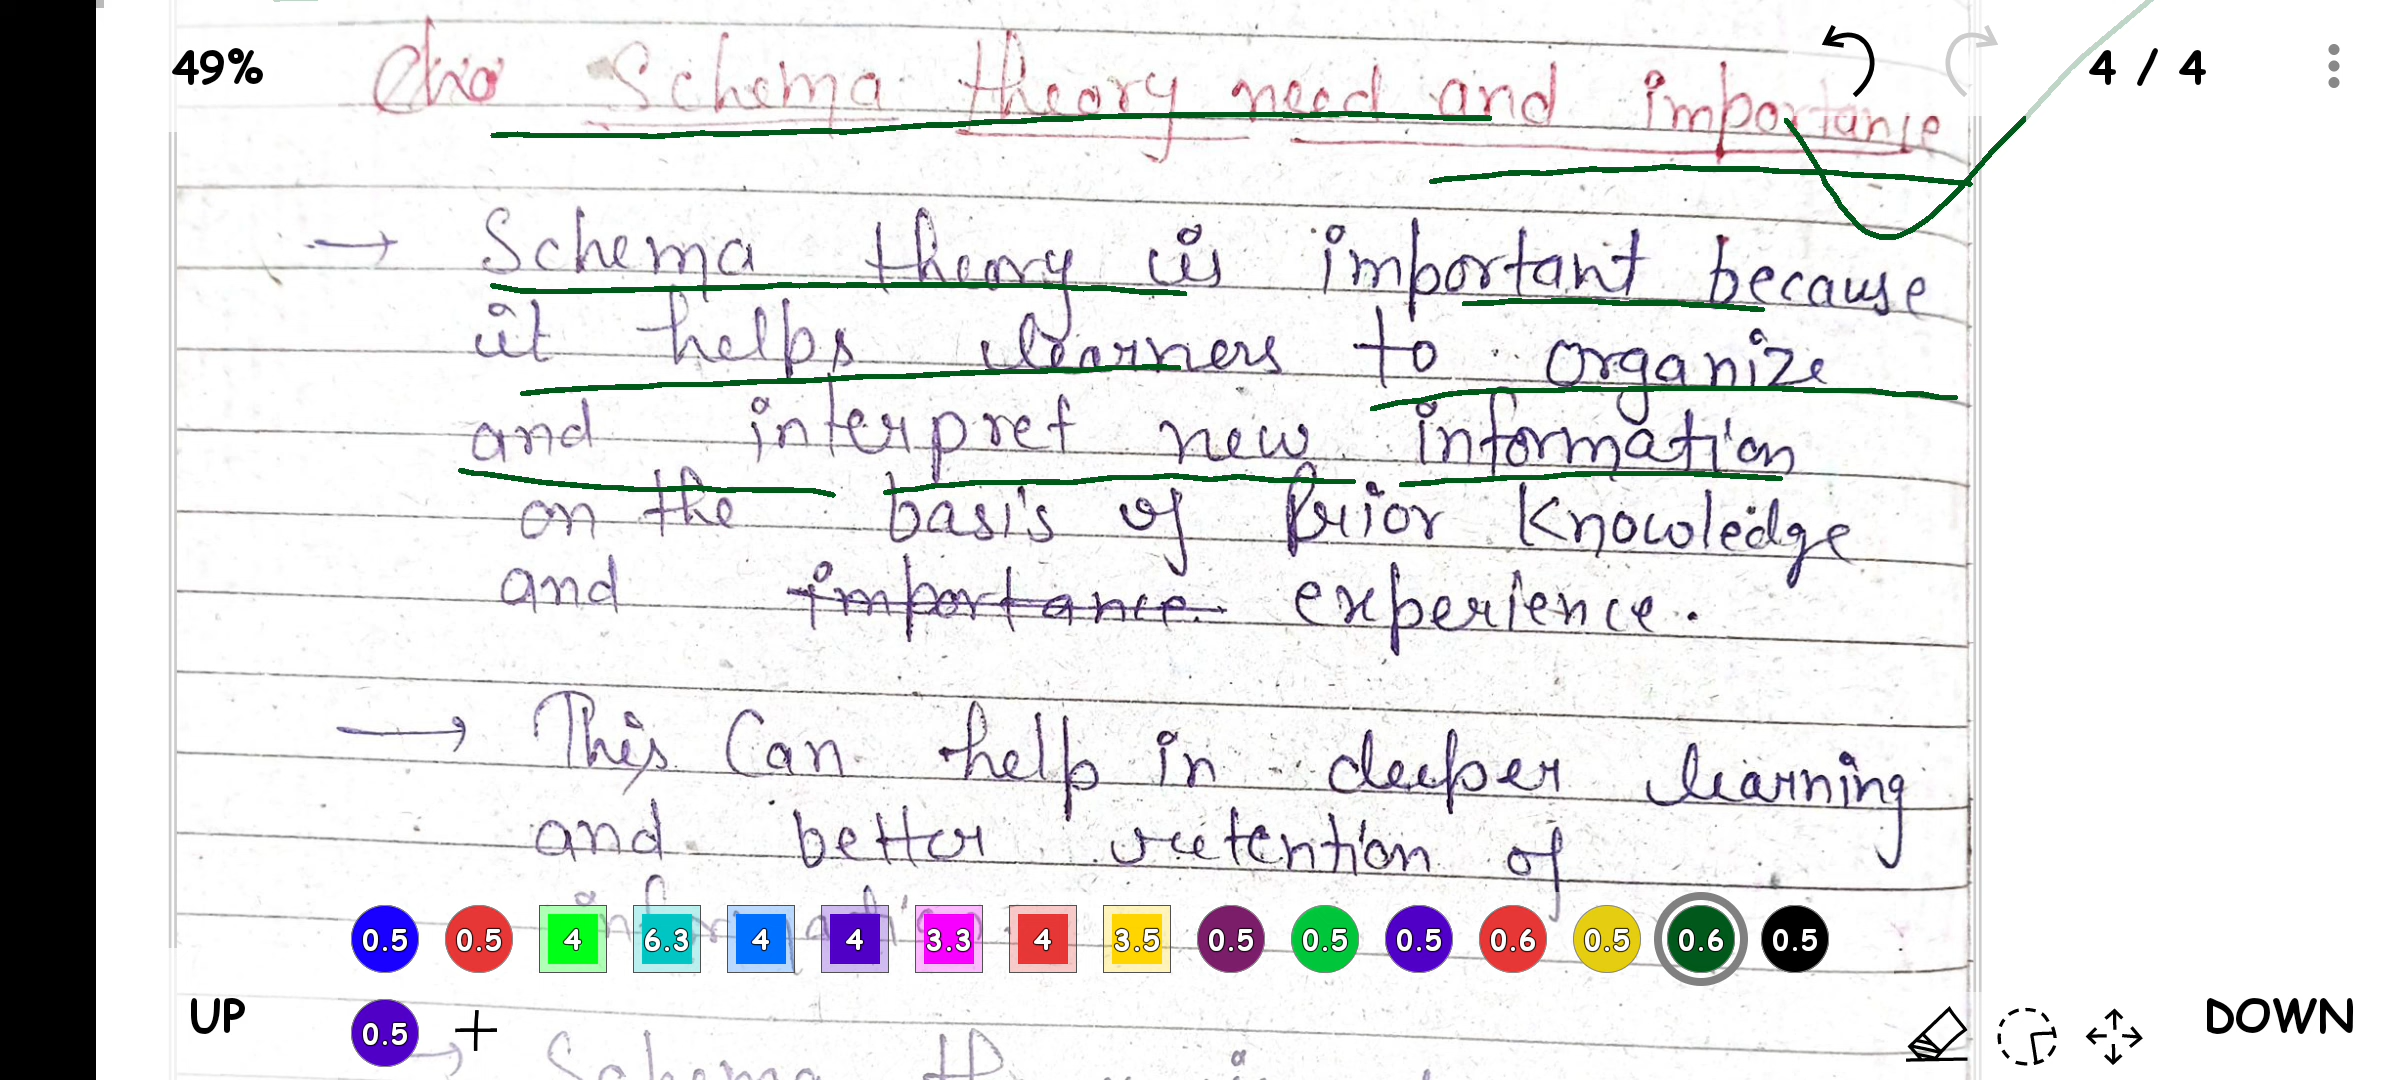 49%
4 / 4
Schema theory need and importance
→ Schema theory is important because
it helps learners to organize
and interpret new information
on the basis of Prior Knowledge
and importance experience.
→ This Can help in deeper learning
and better retention of
information
0.5 0.5 4 6.3 4 4 3.3 4 3.5 0.5 0.5 0.5 0.6 0.5 0.6 0.5
UP 0.5 + DOWN
→ Schema